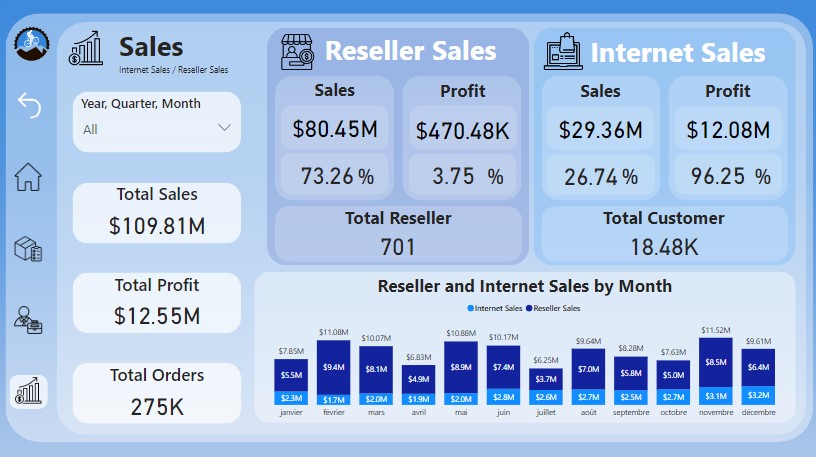 Sales
Internet Sales / Reseller Sales
Year, Quarter, Month
All
Total Sales
$109.81M
Total Profit
$12.55M
Total Orders
275K
Reseller Sales
Sales
Profit
$80.45M
$470.48K
73.26 %
3.75 %
Total Reseller
701
Internet Sales
Sales
Profit
$29.36M
$12.08M
26.74 %
96.25 %
Total Customer
18.48K
Reseller and Internet Sales by Month
Internet Sales Reseller Sales
$7.85M $11.08M $10.07M $6.83M $10.88M $10.17M $6.25M $9.64M $8.28M $7.63M $11.52M $9.61M
$5.5M $9.4M $8.1M $4.9M $8.9M $7.4M $3.7M $7.0M $5.8M $5.0M $8.5M $6.4M
$2.3M $1.7M $2.0M $1.9M $2.0M $2.8M $2.6M $2.7M $2.5M $2.7M $3.1M $3.2M
janvier février mars avril mai juin juillet août septembre octobre novembre décembre